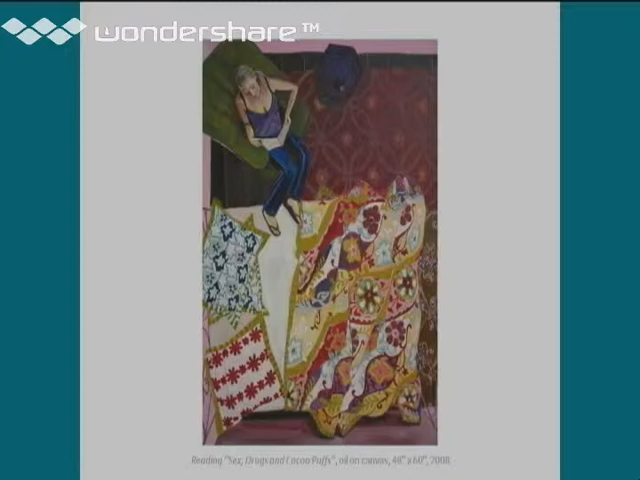 wondershare™
Reading "Sex, Drugs and Cocoa Puffs", oil on canvas, 48" x 60", 2008